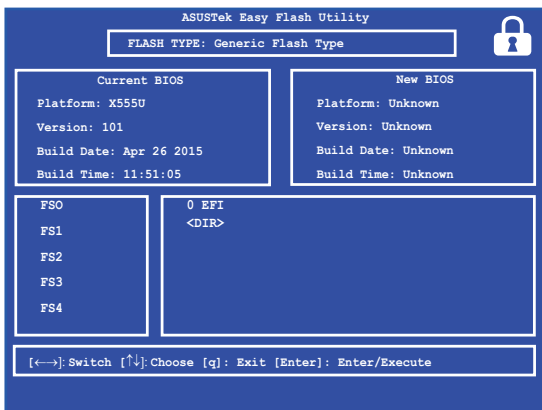 ASUSTek Easy Flash Utility
FLASH TYPE: Generic Flash Type
Current BIOS
Platform: X555U
Version: 101
Build Date: Apr 26 2015
Build Time: 11:51:05
New BIOS
Platform: Unknown
Version: Unknown
Build Date: Unknown
Build Time: Unknown
FSO
FS1
FS2
FS3
FS4
0 EFI
<DIR>
[←→]: Switch [↑↓]: Choose [q]: Exit [Enter]: Enter/Execute